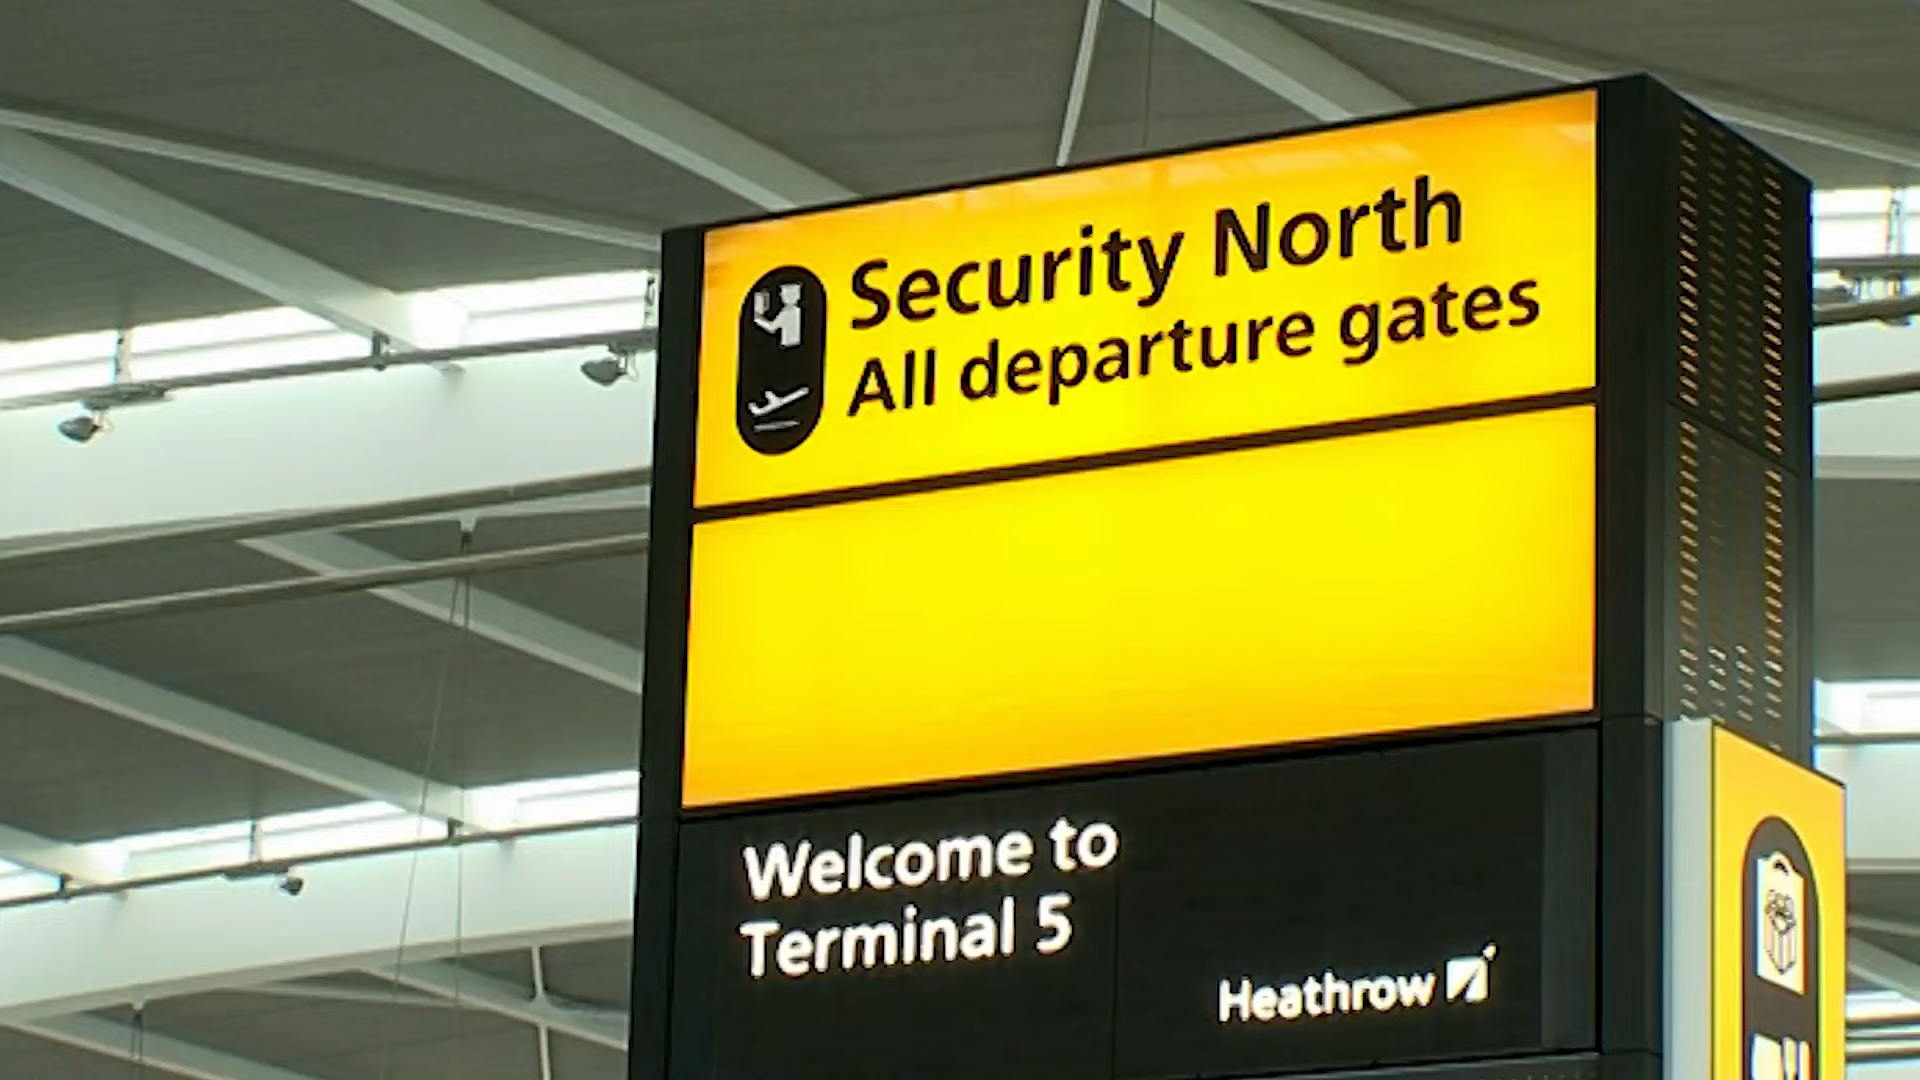 Security North
All departure gates
Welcome to
Terminal 5
Heathrow